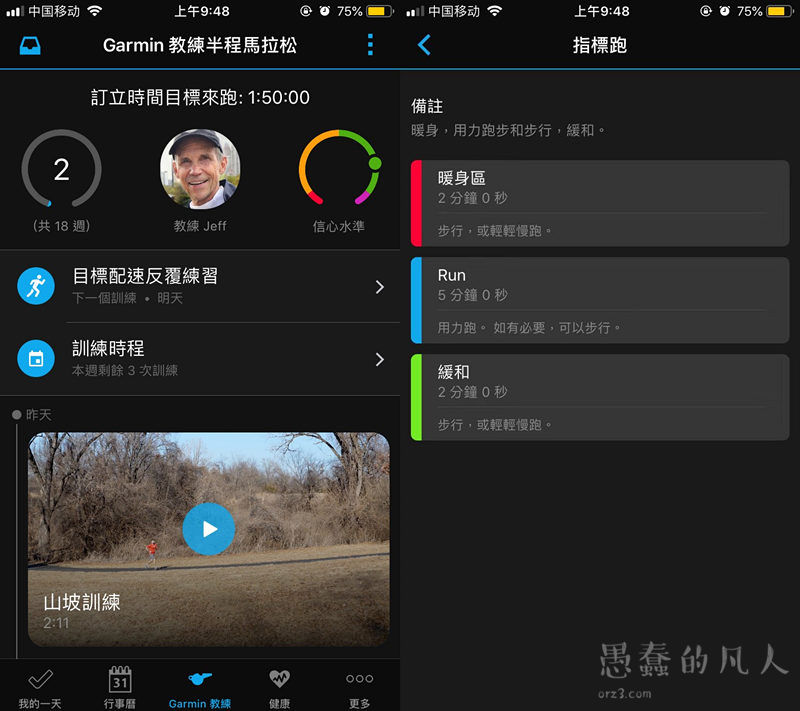 中国移动
上午9:48
75%
Garmin 教練半程馬拉松
訂立時間目標來跑: 1:50:00
2
(共 18 週)
教練 Jeff
信心水準
目標配速反覆練習
下一個訓練 • 明天
訓練時程
本週剩餘 3 次訓練
昨天
山坡訓練
2:11
我的一天
31
行事曆
Garmin 教練
健康
更多
中国移动
上午9:48
75%
指標跑
備註
暖身，用力跑步和步行，緩和。
暖身區
2 分鐘 0 秒
步行，或輕輕慢跑。
Run
5 分鐘 0 秒
用力跑。 如有必要，可以步行。
緩和
2 分鐘 0 秒
步行，或輕輕慢跑。
愚蠢的凡人
orz3.com